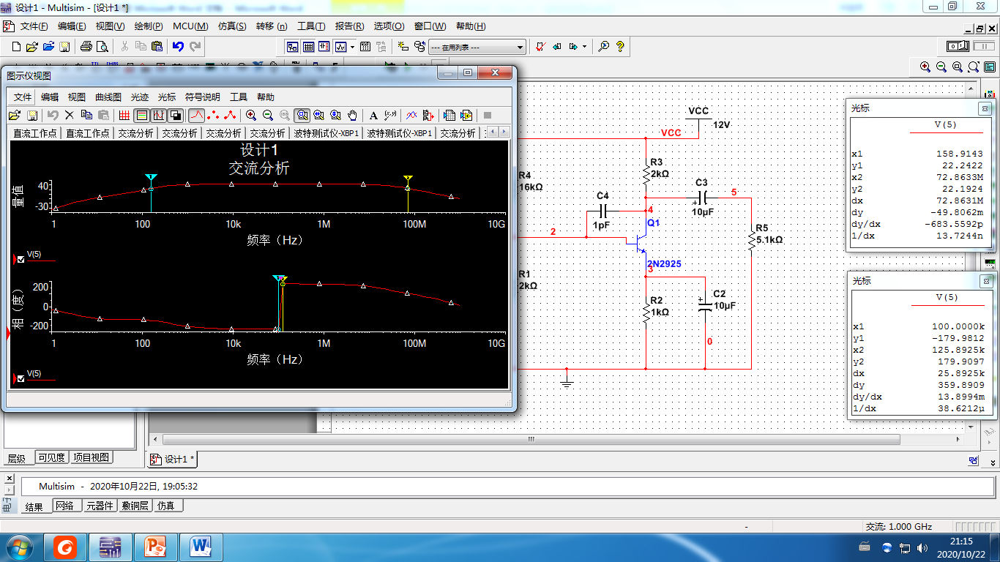 设计1 - Multisim - [设计1 *]
文件(F) 编辑(E) 视图(V) 绘制(P) MCU(M) 仿真(S) 转移 (n) 工具(T) 报告(R) 选项(O) 窗口(W) 帮助(H)
--- 在用列表 ---
图示仪视图
文件 编辑 视图 曲线图 光迹 光标 符号说明 工具 帮助
直流工作点 直流工作点 交流分析 交流分析 交流分析 交流分析 波特测试仪-XBP1 波特测试仪-XBP1 交流分析
设计1
交流分析
量值
40
-30
1 100 10k 1M 100M 10G
频率（Hz）
V(5)
相（度）
200
0
-200
1 100 10k 1M 100M 10G
频率（Hz）
V(5)
VCC
12V
VCC
R4
16kΩ
R3
2kΩ
C3
10μF
5
C4
1pF
4
Q1
2
2N2925
3
R5
5.1kΩ
R1
2kΩ
R2
1kΩ
C2
10μF
0
光标
V(5)
x1 158.9143
y1 22.2422
x2 72.8633M
y2 22.1924
dx 72.8631M
dy -49.8062m
dy/dx -683.5592p
1/dx 13.7244n
光标
V(5)
x1 100.0000k
y1 -179.9812
x2 125.8925k
y2 179.9097
dx 25.8925k
dy 359.8909
dy/dx 13.8994m
1/dx 38.6212μ
层级 可见度 项目视图
设计1 *
Multisim - 2020年10月22日, 19:05:32
结果 网络 元器件 敷铜层 仿真
- 交流: 1.000 GHz
21:15
2020/10/22